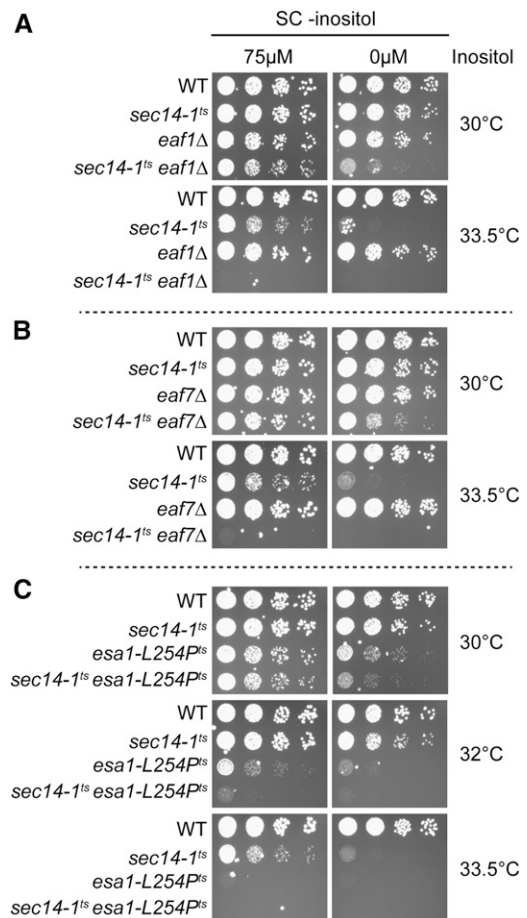 A
SC -inositol
75µM 0µM Inositol
WT
sec14-1ts
eaf1Δ
sec14-1ts eaf1Δ
30°C
WT
sec14-1ts
eaf1Δ
sec14-1ts eaf1Δ
33.5°C
B
WT
sec14-1ts
eaf7Δ
sec14-1ts eaf7Δ
30°C
WT
sec14-1ts
eaf7Δ
sec14-1ts eaf7Δ
33.5°C
C
WT
sec14-1ts
esa1-L254Pts
sec14-1ts esa1-L254Pts
30°C
WT
sec14-1ts
esa1-L254Pts
sec14-1ts esa1-L254Pts
32°C
WT
sec14-1ts
esa1-L254Pts
sec14-1ts esa1-L254Pts
33.5°C